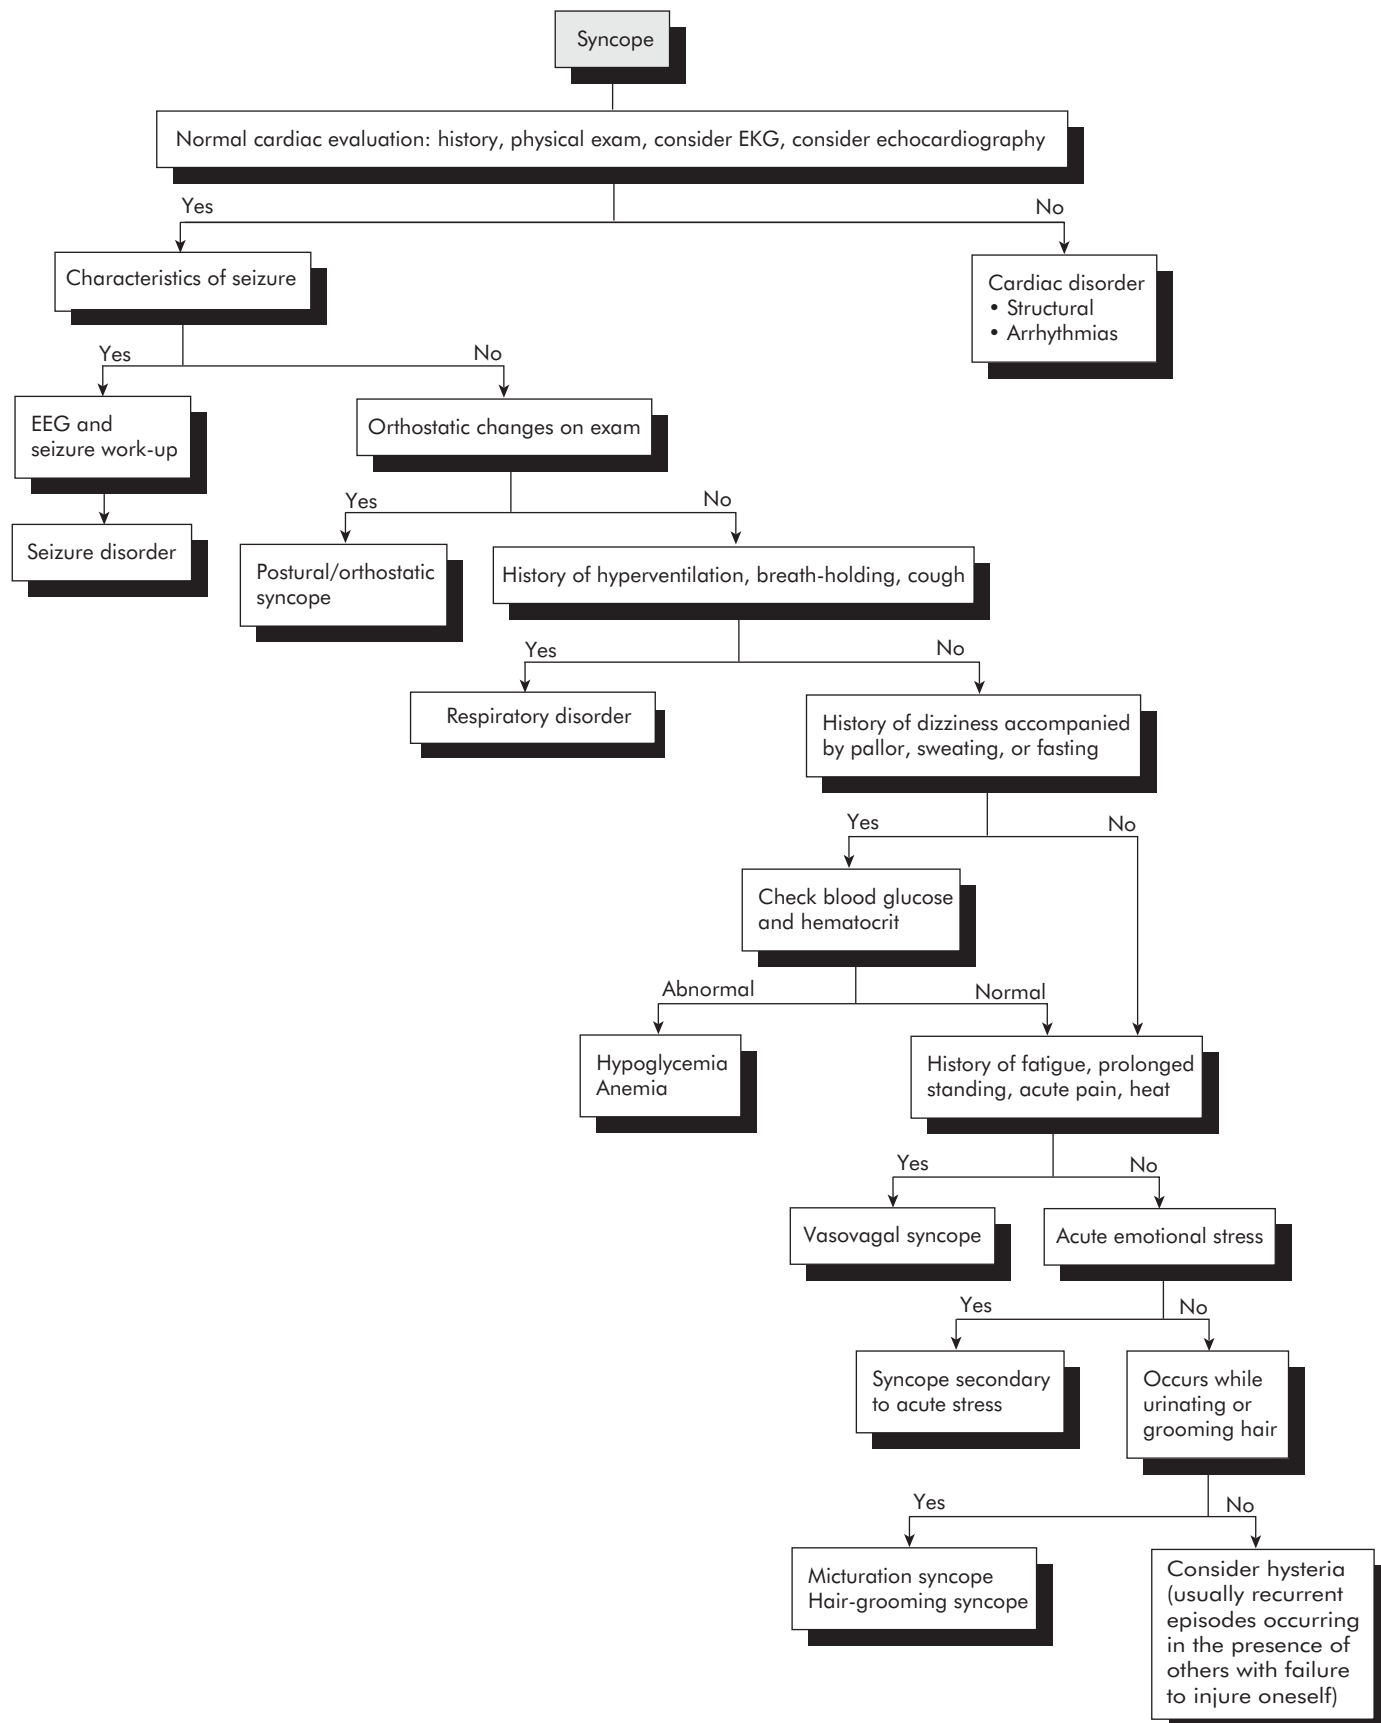 Syncope
Normal cardiac evaluation: history, physical exam, consider EKG, consider echocardiography
Yes
No
Characteristics of seizure
Cardiac disorder
• Structural
• Arrhythmias
Yes
No
EEG and
seizure work-up
Orthostatic changes on exam
Yes
No
Seizure disorder
Postural/orthostatic
syncope
History of hyperventilation, breath-holding, cough
Yes
No
Respiratory disorder
History of dizziness accompanied
by pallor, sweating, or fasting
Yes
No
Check blood glucose
and hematocrit
Abnormal
Normal
Hypoglycemia
Anemia
History of fatigue, prolonged
standing, acute pain, heat
Yes
No
Vasovagal syncope
Acute emotional stress
Yes
No
Syncope secondary
to acute stress
Occurs while
urinating or
grooming hair
Yes
No
Micturation syncope
Hair-grooming syncope
Consider hysteria
(usually recurrent
episodes occurring
in the presence of
others with failure
to injure oneself)